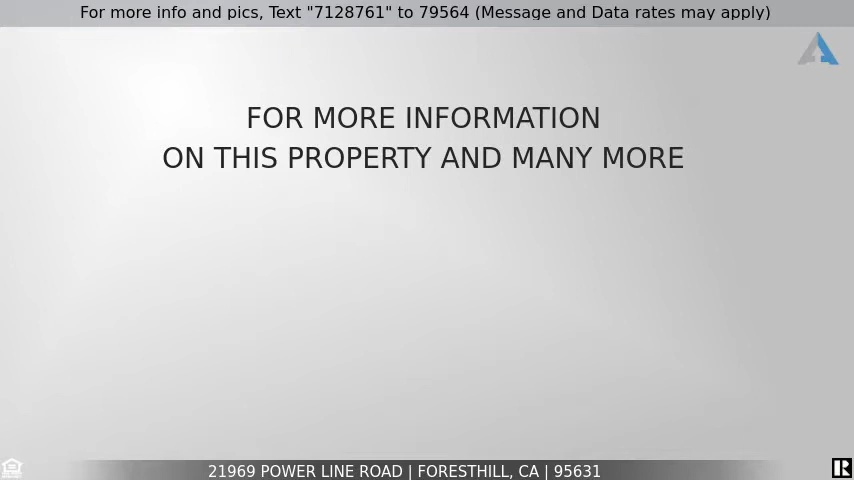 For more info and pics, Text "7128761" to 79564 (Message and Data rates may apply)
FOR MORE INFORMATION
ON THIS PROPERTY AND MANY MORE
21969 POWER LINE ROAD | FORESTHILL, CA | 95631